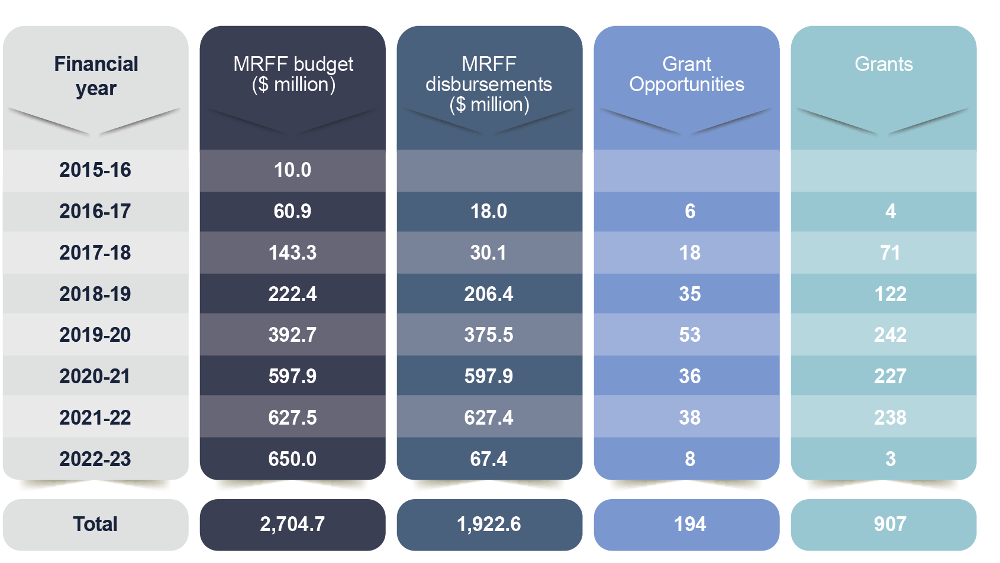 Financial
year
MRFF budget
($ million)
MRFF
disbursements
($ million)
Grant
Opportunities
Grants
2015-16 10.0
2016-17 60.9 18.0 6 4
2017-18 143.3 30.1 18 71
2018-19 222.4 206.4 35 122
2019-20 392.7 375.5 53 242
2020-21 597.9 597.9 36 227
2021-22 627.5 627.4 38 238
2022-23 650.0 67.4 8 3
Total 2,704.7 1,922.6 194 907